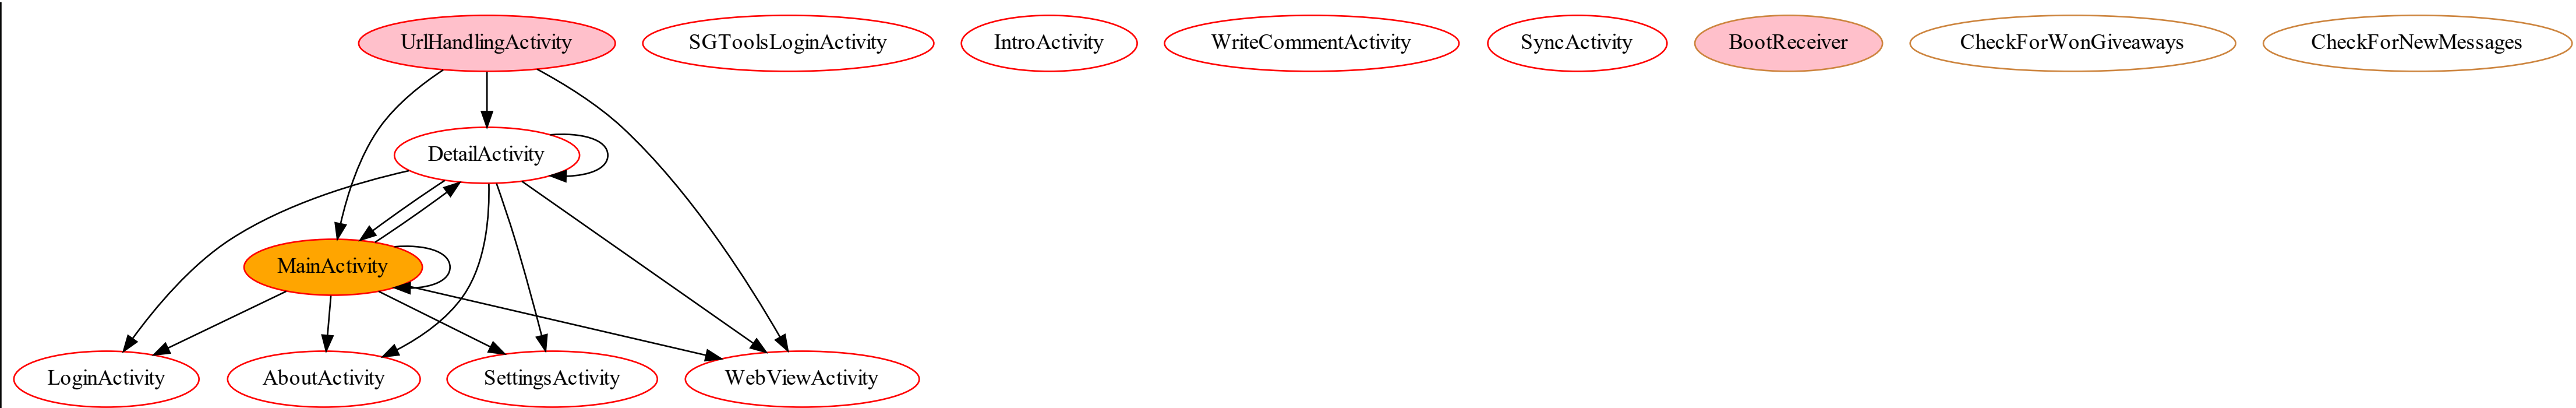 UrlHandlingActivity
SGToolsLoginActivity
IntroActivity
WriteCommentActivity
SyncActivity
BootReceiver
CheckForWonGiveaways
CheckForNewMessages
DetailActivity
MainActivity
LoginActivity
AboutActivity
SettingsActivity
WebViewActivity